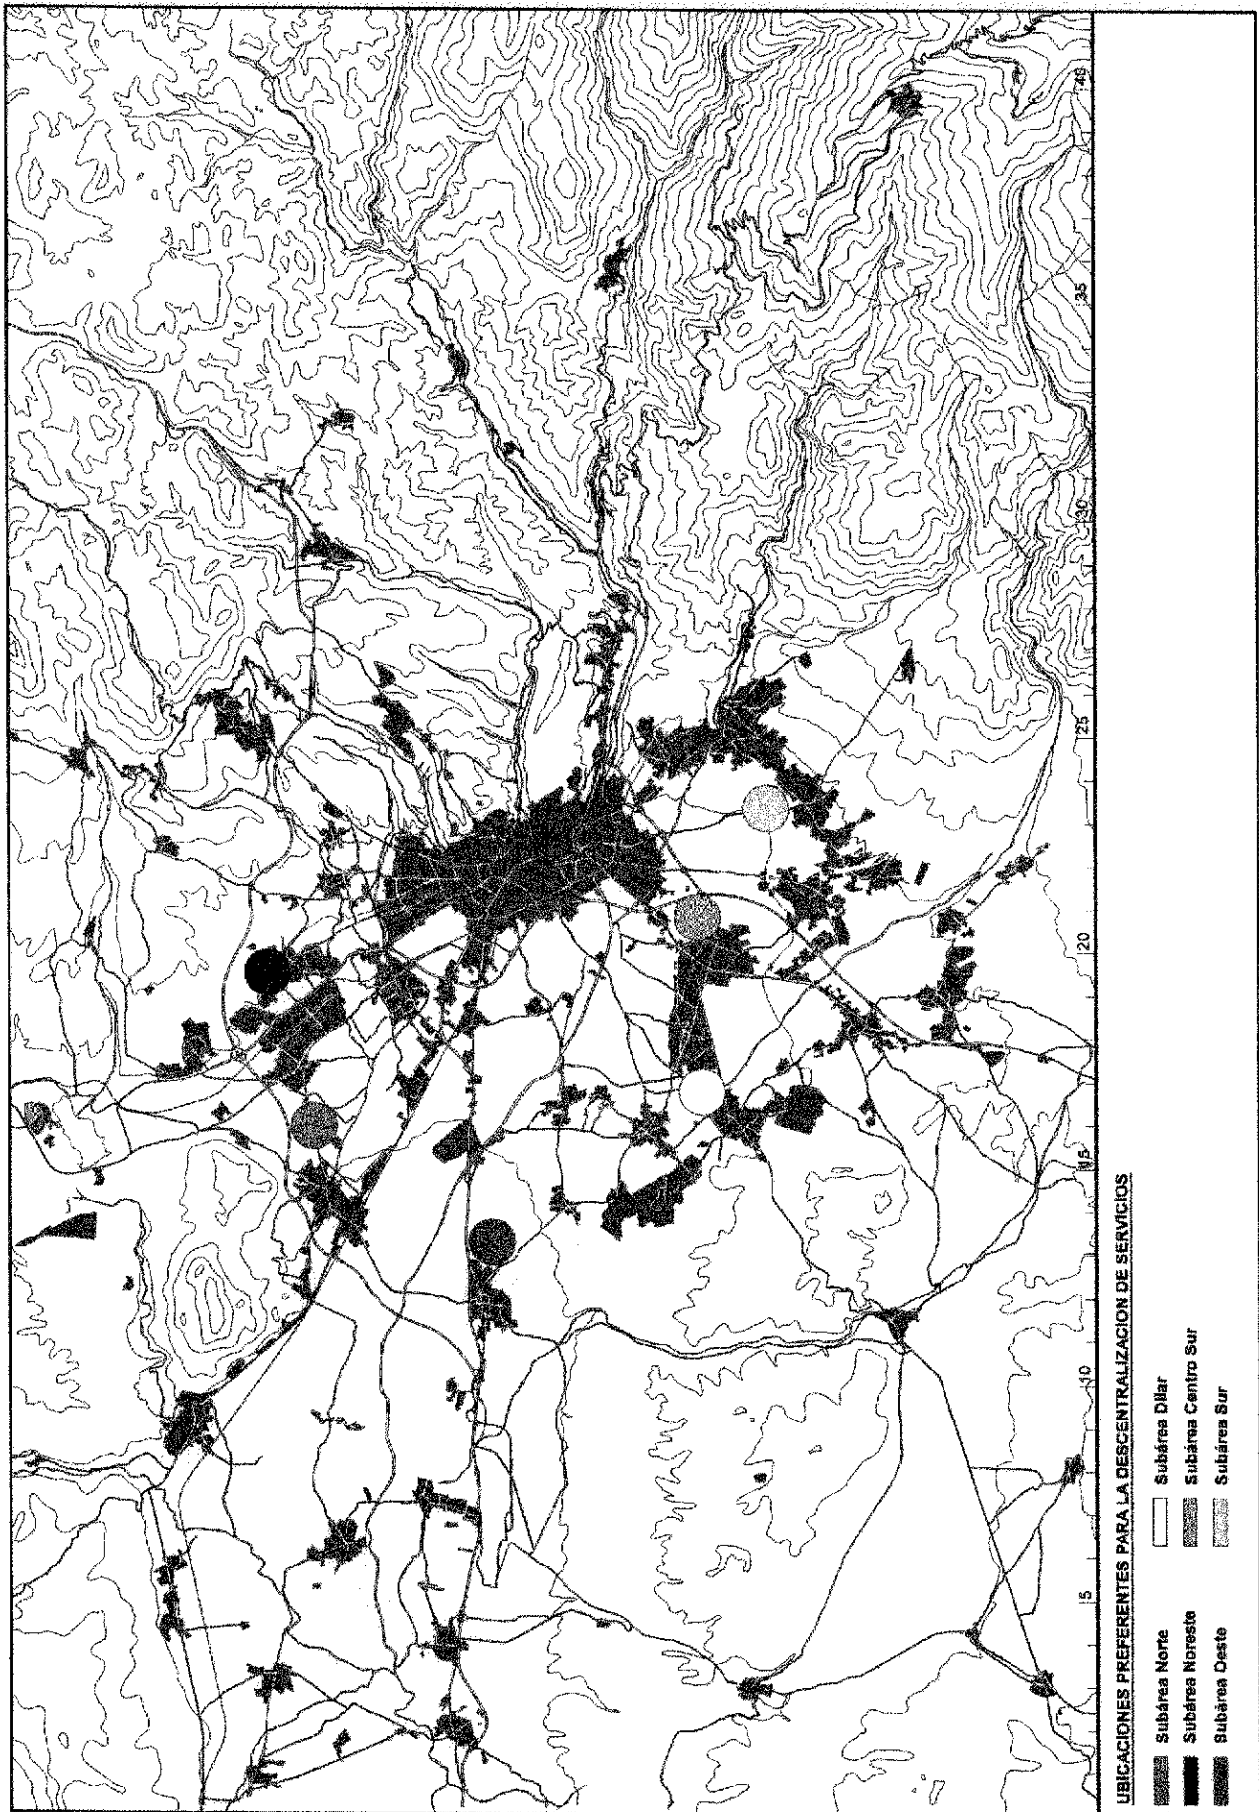 UBICACIONES PREFERENTES PARA LA DESCENTRALIZACION DE SERVICIOS
Subárea Norte
Subárea Noreste
Subárea Oeste
Subárea Dilar
Subárea Centro Sur
Subárea Sur
5
10
15
20
25
30
35
40